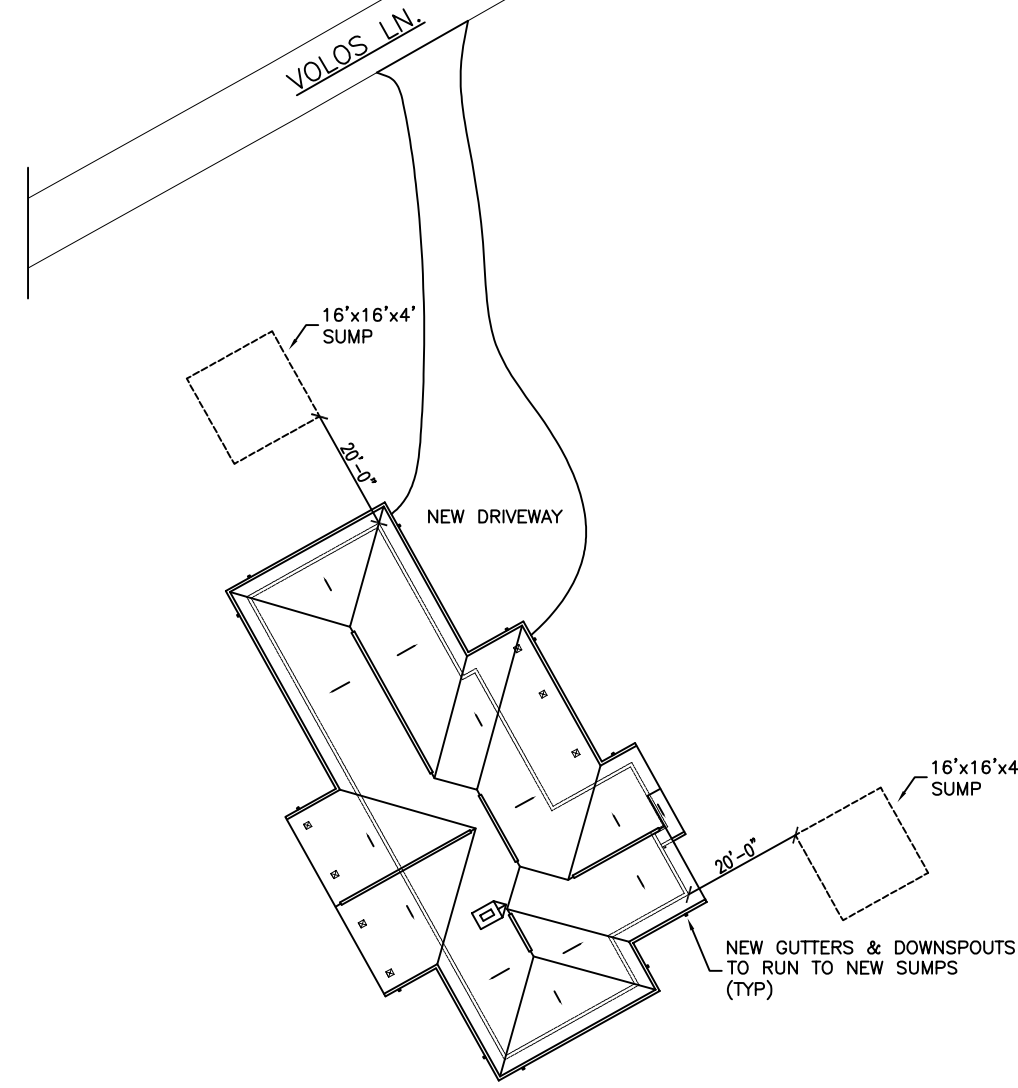 VOLOS LN.
16'x16'x4'
SUMP
20'-0"
NEW DRIVEWAY
16'x16'x4
SUMP
20'-0"
NEW GUTTERS & DOWNSPOUTS
TO RUN TO NEW SUMPS
(TYP)